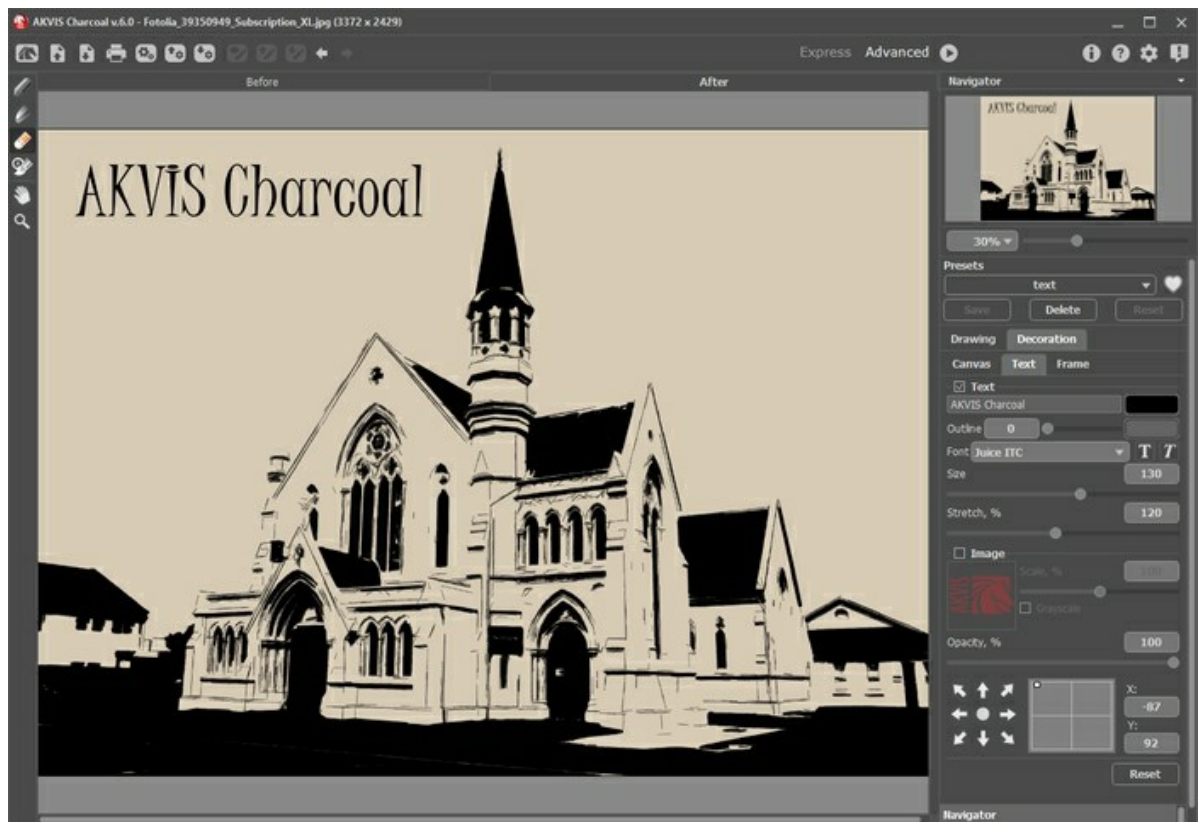 AKVIS Charcoal v.6.0 - Fotolia_39350949_Subscription_XL.jpg (3372 x 2429)
Express Advanced
Before After
Navigator
AKVIS Charcoal
AKVIS Charcoal
30%
Presets
text
Save Delete Reset
Drawing Decoration
Canvas Text Frame
Text
AKVIS Charcoal
Outline 0
Font Juice ITC T T
Size 130
Stretch, % 120
Image
Scale, % 100
AKVIS
Grayscale
Opacity, % 100
X:
-87
Y:
92
Reset
Navigator